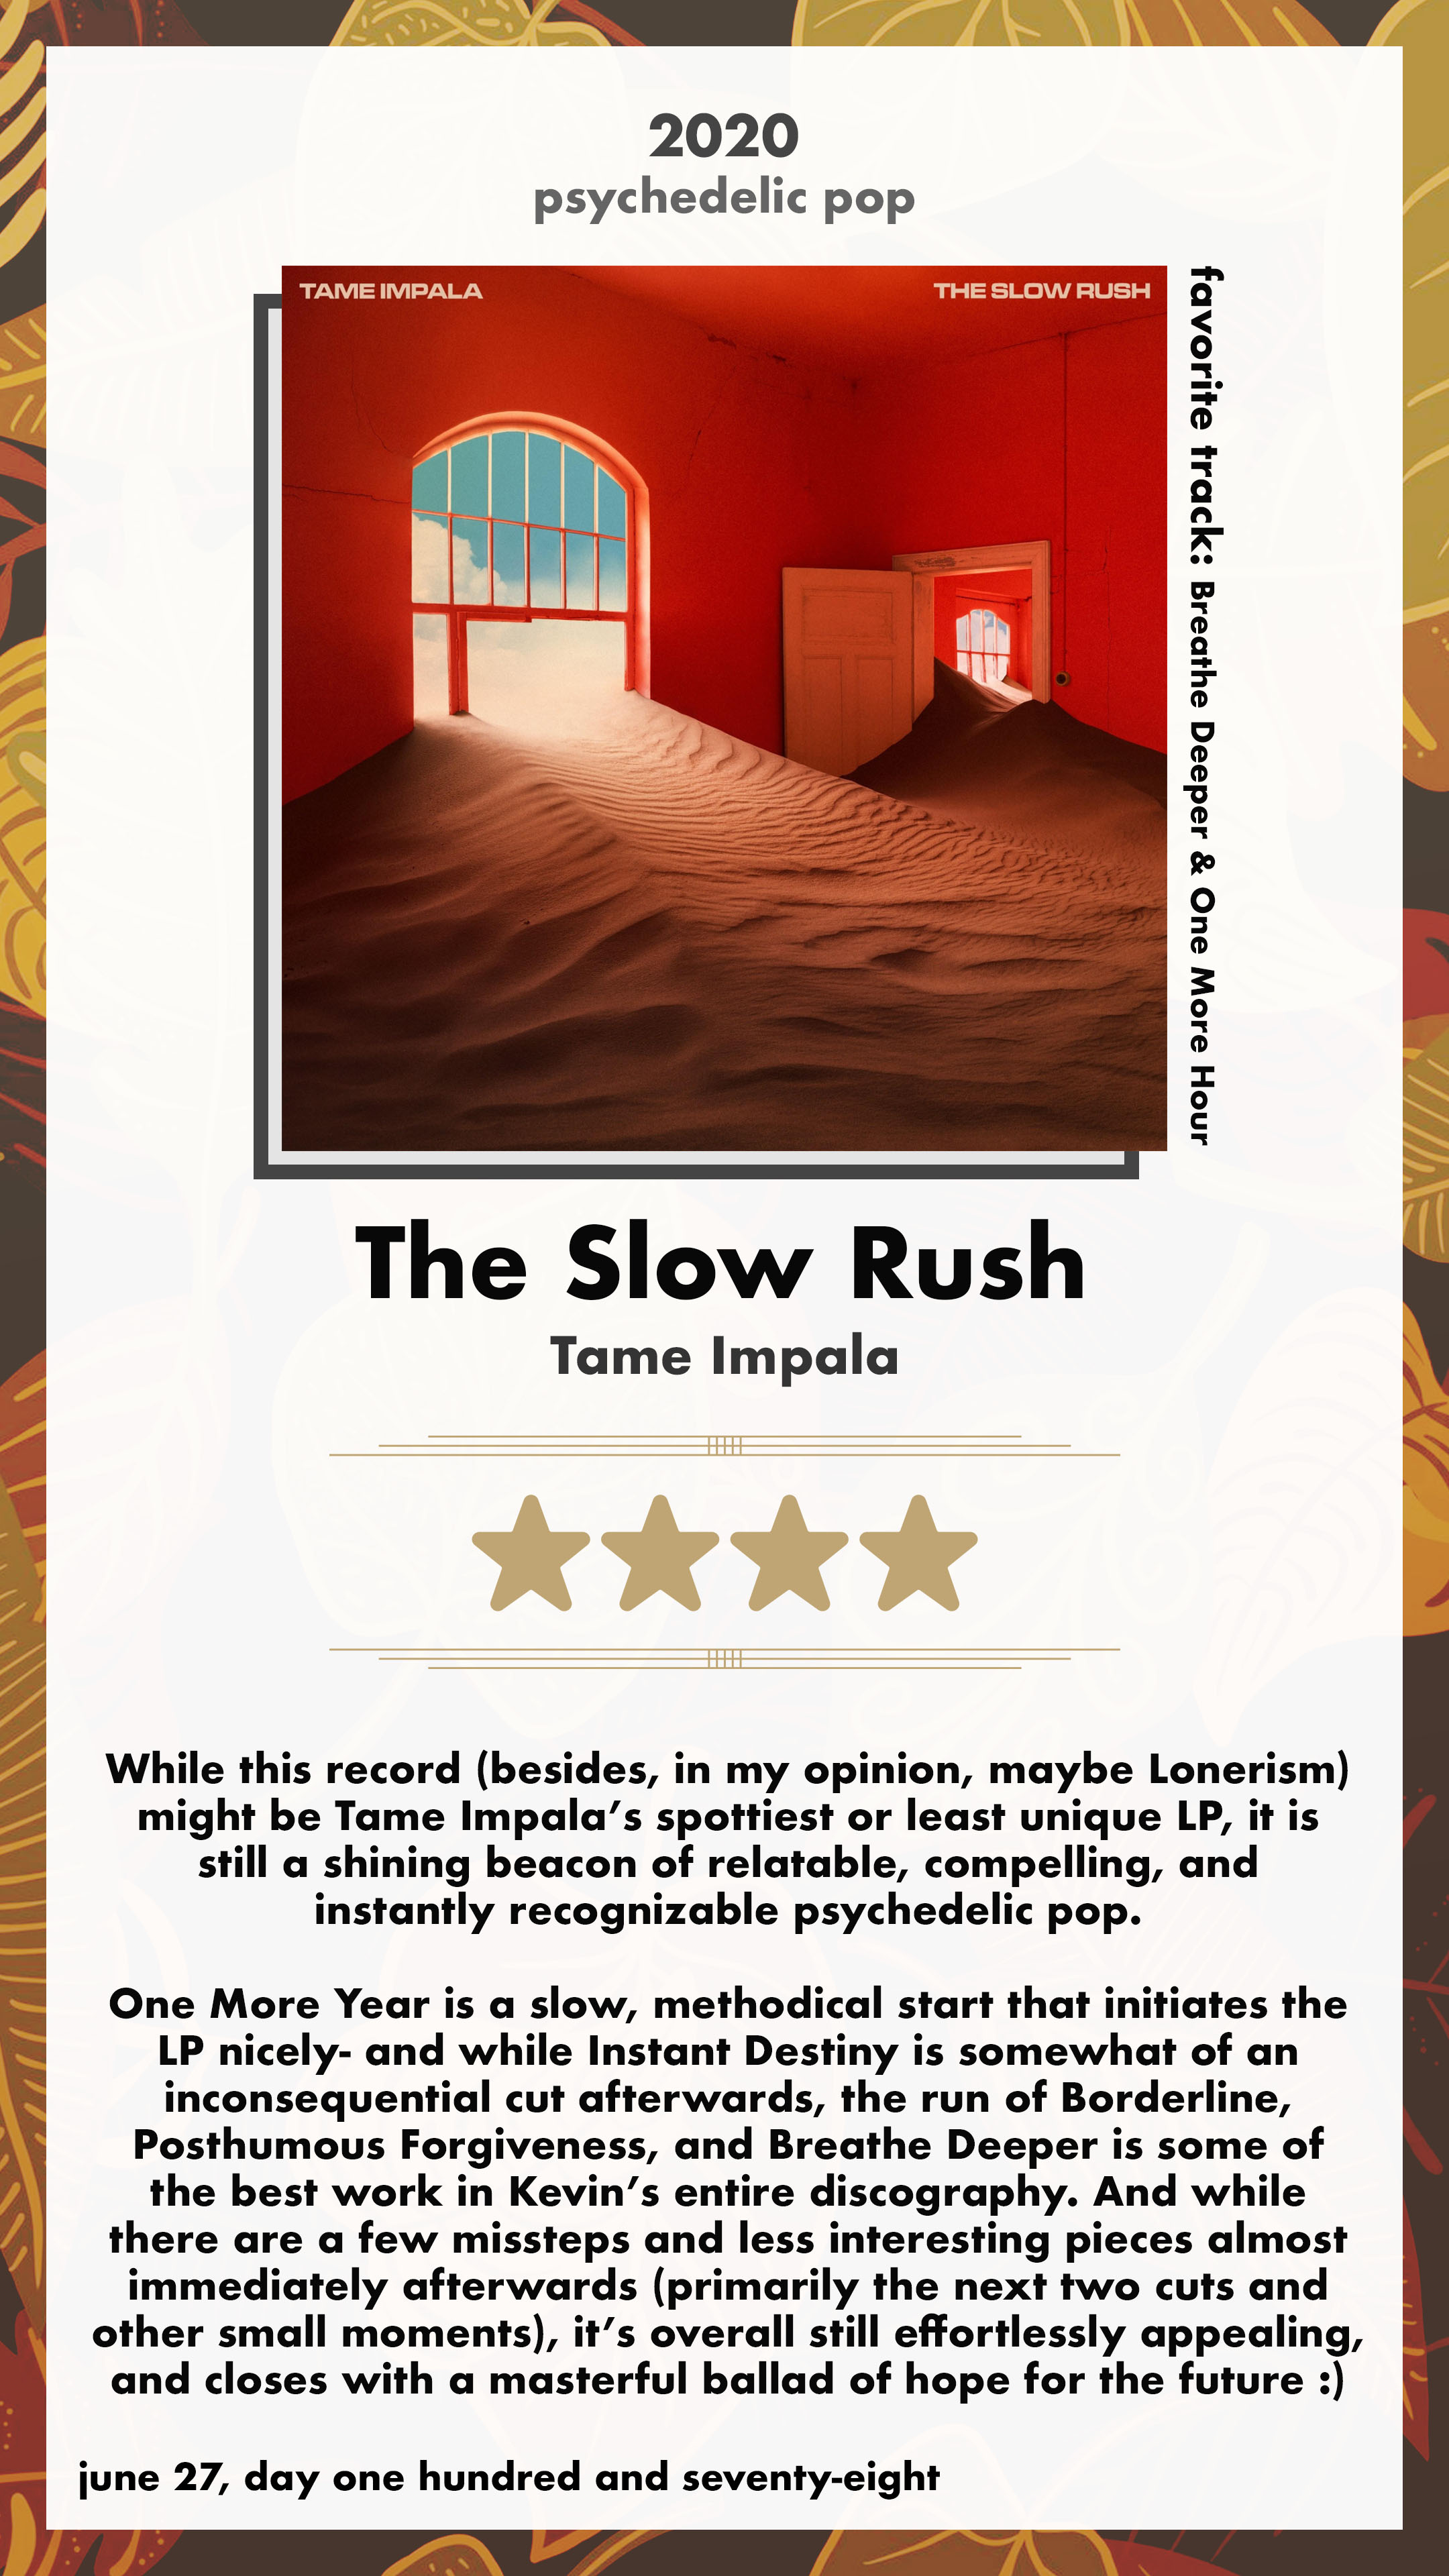 2020
psychedelic pop
TAME IMPALA
THE SLOW RUSH
favorite track: Breathe Deeper & One More Hour
The Slow Rush
Tame Impala
While this record (besides, in my opinion, maybe Lonerism)
might be Tame Impala’s spottiest or least unique LP, it is
still a shining beacon of relatable, compelling, and
instantly recognizable psychedelic pop.
One More Year is a slow, methodical start that initiates the
LP nicely- and while Instant Destiny is somewhat of an
inconsequential cut afterwards, the run of Borderline,
Posthumous Forgiveness, and Breathe Deeper is some of
the best work in Kevin’s entire discography. And while
there are a few missteps and less interesting pieces almost
immediately afterwards (primarily the next two cuts and
other small moments), it’s overall still effortlessly appealing,
and closes with a masterful ballad of hope for the future :)
june 27, day one hundred and seventy-eight